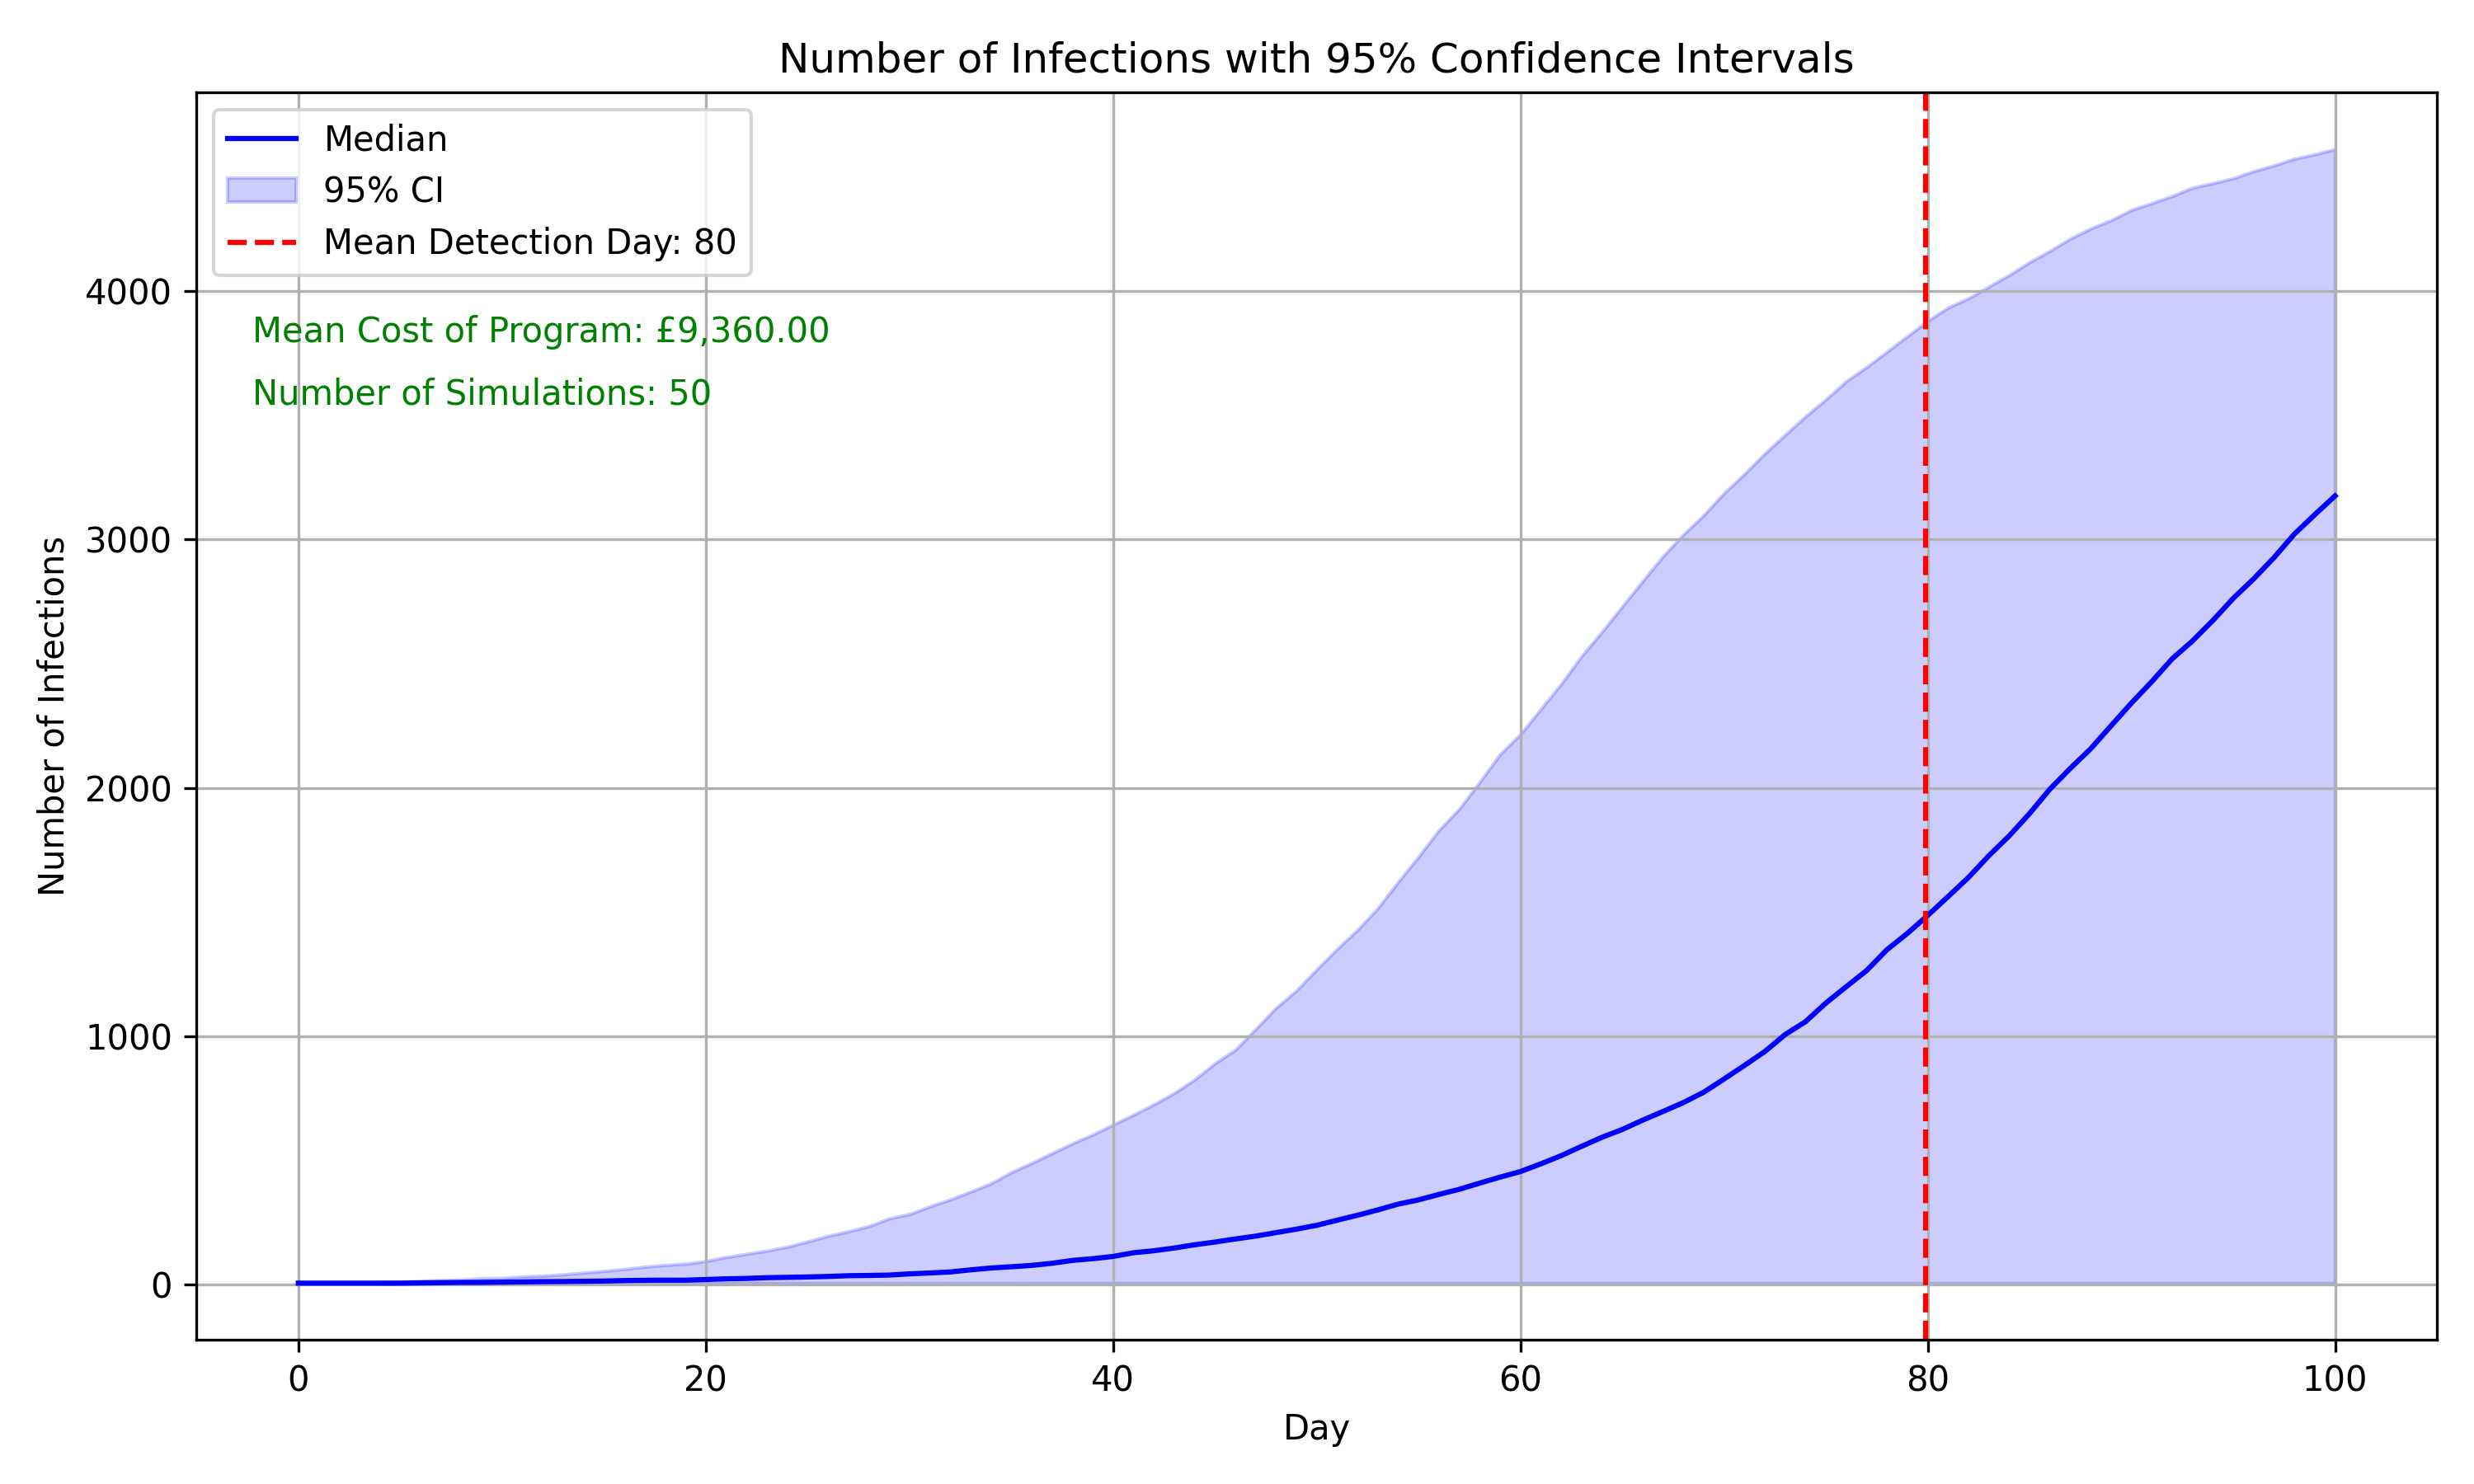 Number of Infections with 95% Confidence Intervals
Median
95% CI
Mean Detection Day: 80
Mean Cost of Program: £9,360.00
Number of Simulations: 50
Number of Infections
4000
3000
2000
1000
0
0 20 40 60 80 100
Day